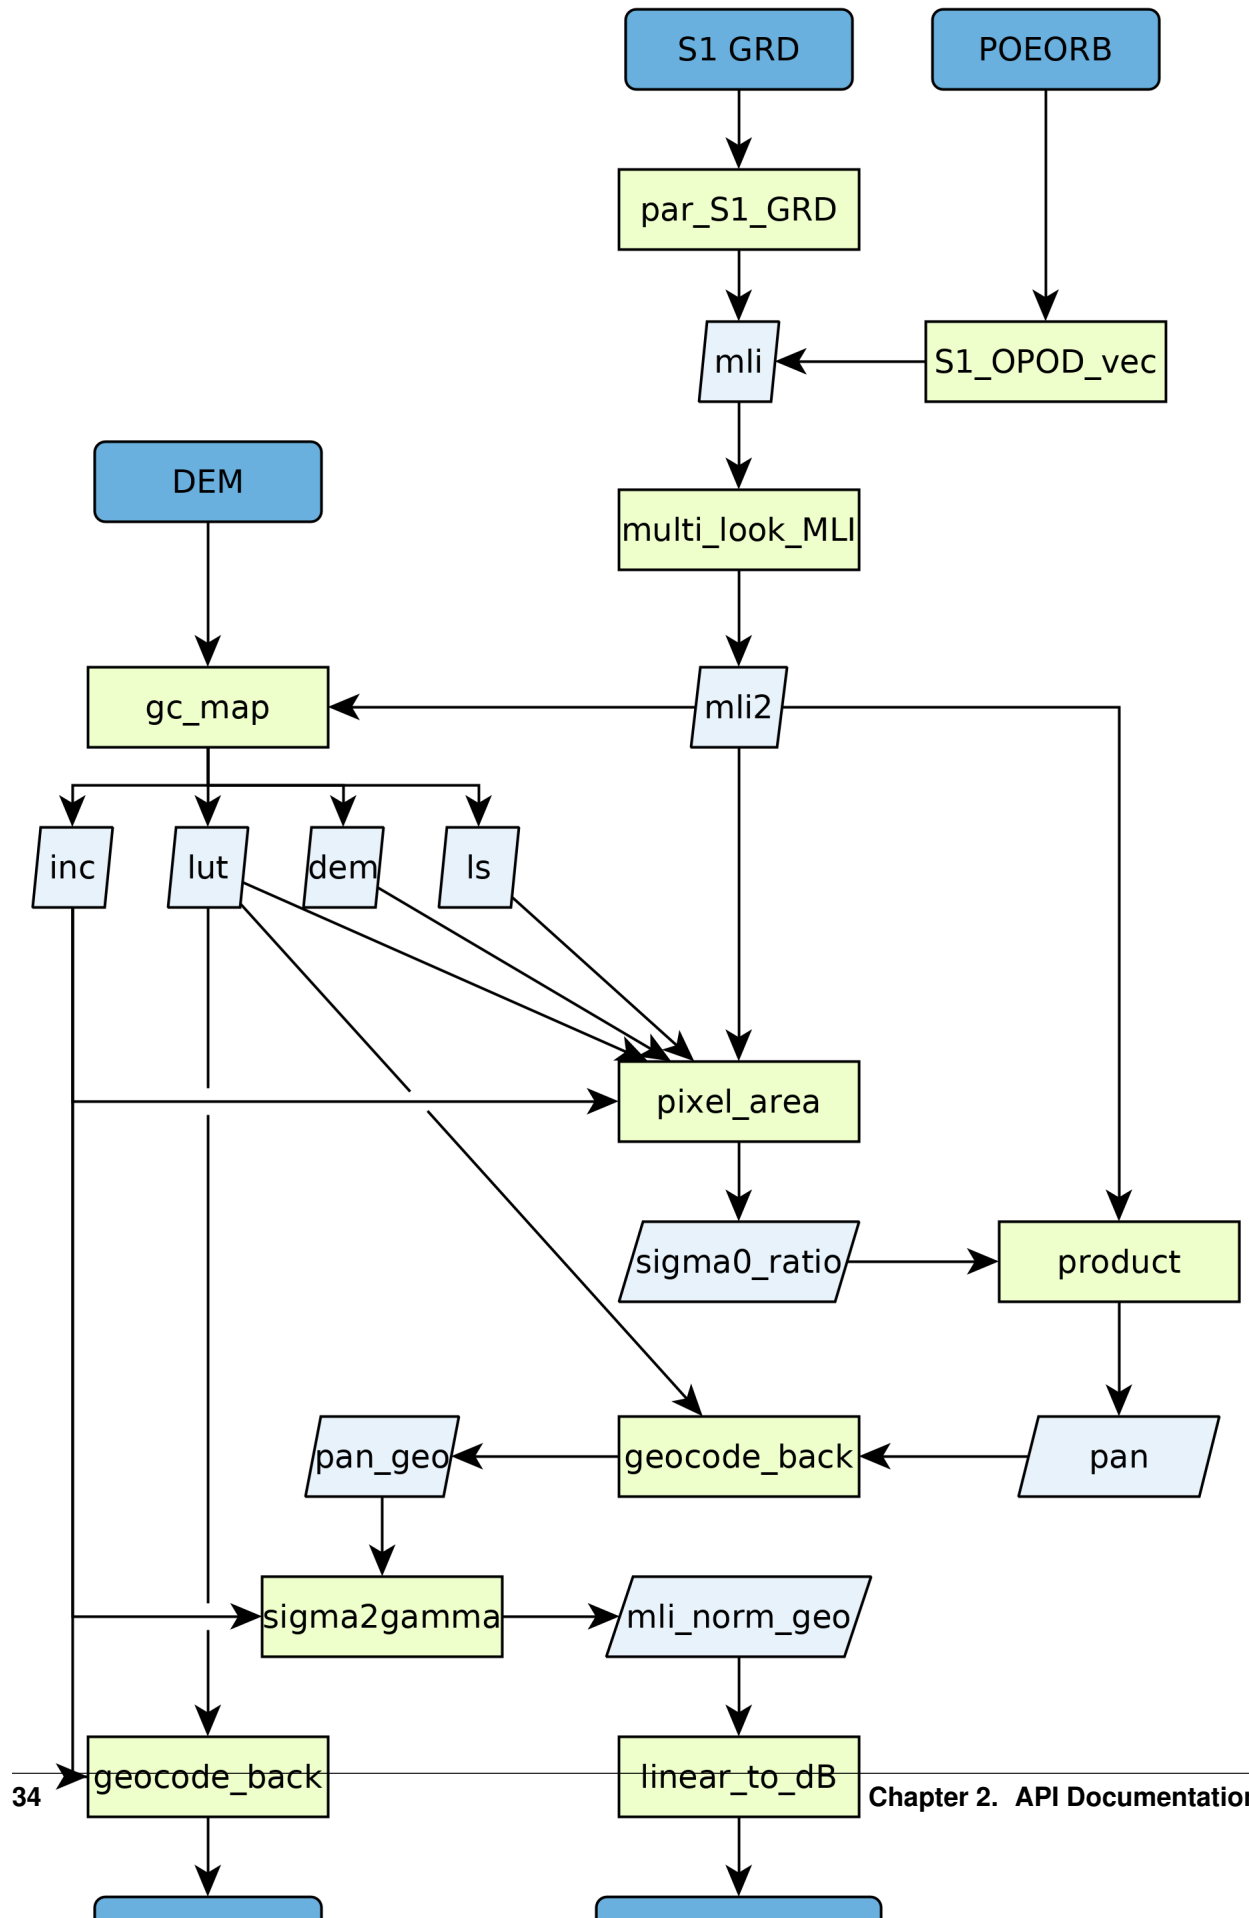 S1 GRD
POEORB
par_S1_GRD
mli
S1_OPOD_vec
DEM
multi_look_MLI
gc_map
mli2
inc
lut
dem
ls
pixel_area
sigma0_ratio
product
pan_geo
geocode_back
pan
sigma2gamma
mli_norm_geo
geocode_back
linear_to_dB
34
Chapter 2. API Documentation